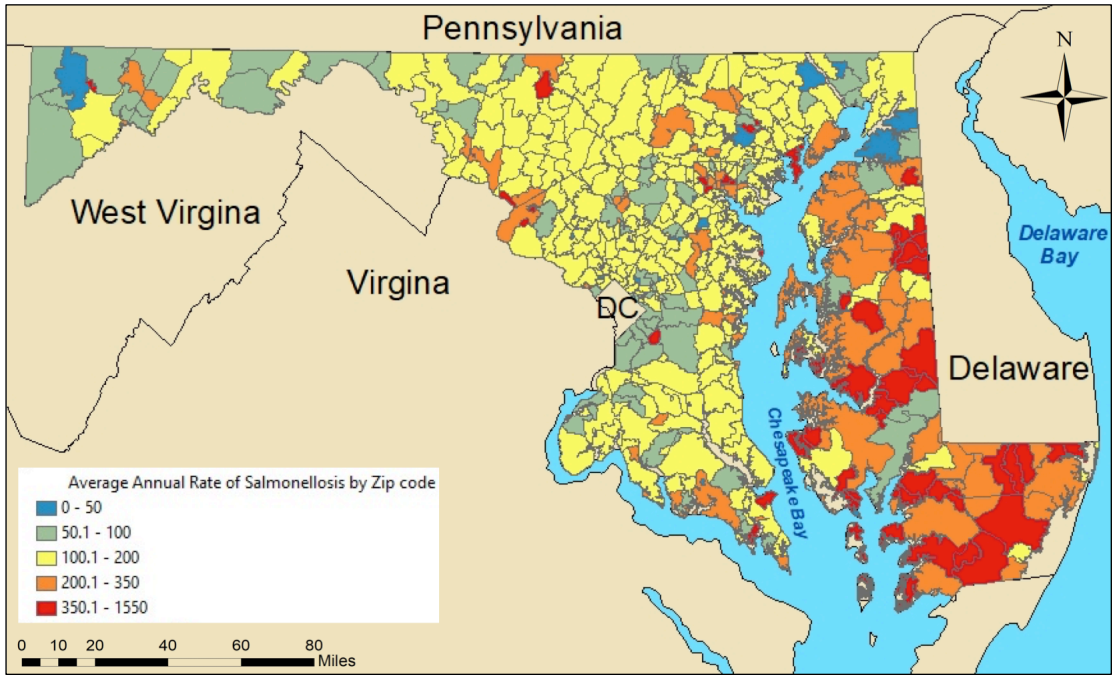 Pennsylvania
N
West Virgina
Virgina
DC
Delaware
Bay
Delaware
Chesapeake Bay
Average Annual Rate of Salmonellosis by Zip code
0 - 50
50.1 - 100
100.1 - 200
200.1 - 350
350.1 - 1550
0 10 20 40 60 80
Miles